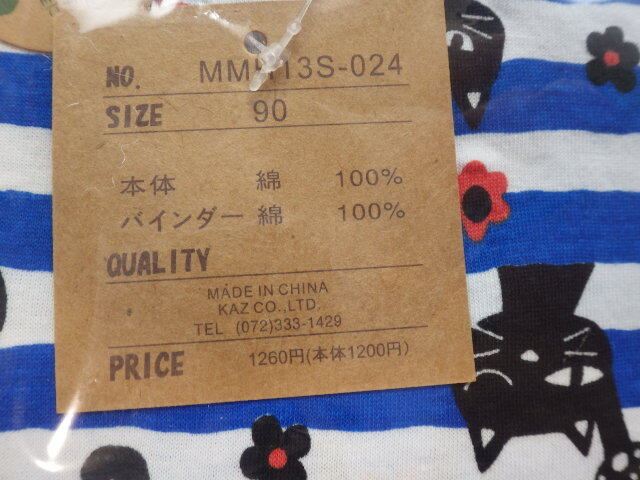 NO. MMH13S-024
SIZE 90
本体 綿 100%
バインダー 綿 100%
QUALITY
MADE IN CHINA
KAZ CO.,LTD.
TEL (072)333-1429
PRICE 1260円(本体1200円)